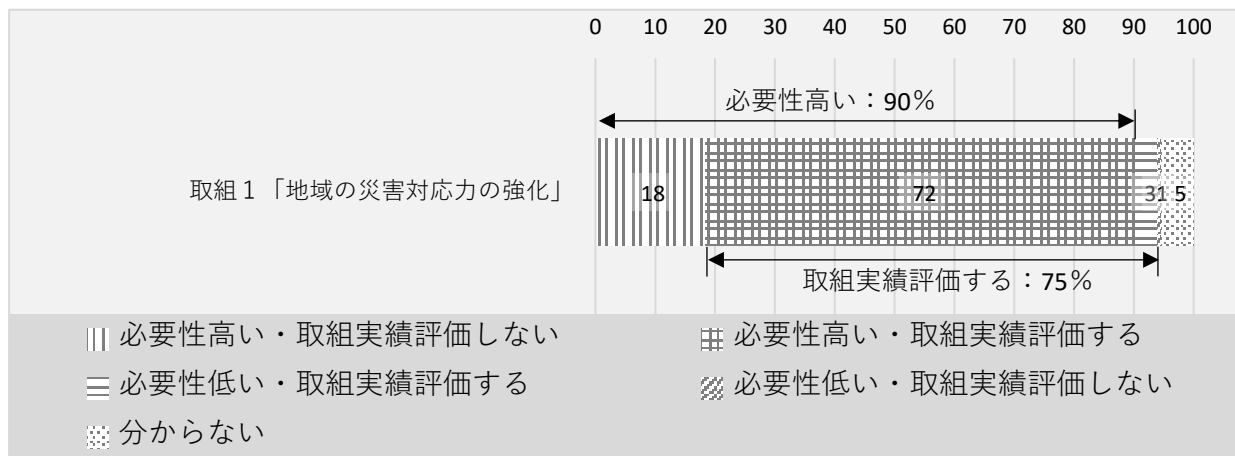 0 10 20 30 40 50 60 70 80 90 100
必要性高い：90％
取組１「地域の災害対応力の強化」 18 72 31 5
取組実績評価する：75％
必要性高い・取組実績評価しない 必要性高い・取組実績評価する
必要性低い・取組実績評価する 必要性低い・取組実績評価しない
分からない